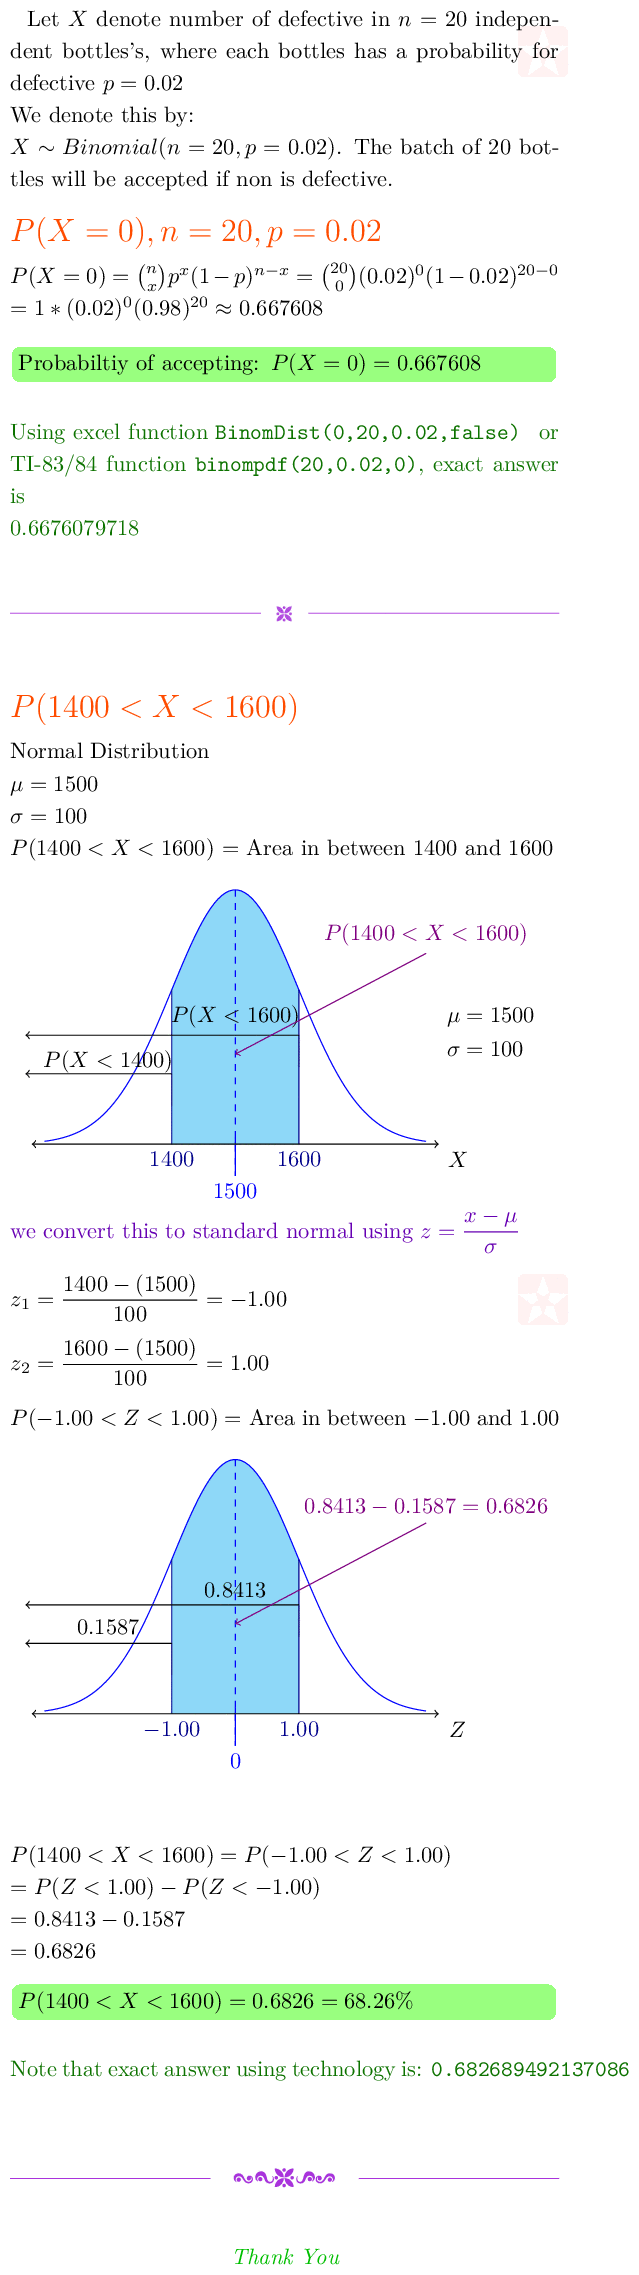 Let X denote number of defective in n = 20 indepen-
dent bottles's, where each bottles has a probability for
defective p = 0.02
We denote this by:
X ∼ Binomial(n = 20, p = 0.02). The batch of 20 bot-
tles will be accepted if non is defective.
P(X = 0), n = 20, p = 0.02
P(X = 0) = \binom{n}{x} p^x (1 − p)^{n−x} = \binom{20}{0} (0.02)^0 (1 − 0.02)^{20−0}
= 1 ∗ (0.02)^0 (0.98)^{20} ≈ 0.667608
Probabiltiy of accepting: P(X = 0) = 0.667608
Using excel function BinomDist(0,20,0.02,false) or
TI-83/84 function binompdf(20,0.02,0), exact answer
is
0.6676079718
P(1400 < X < 1600)
Normal Distribution
μ = 1500
σ = 100
P(1400 < X < 1600) = Area in between 1400 and 1600
P(1400 < X < 1600)
P(X < 1600)
μ = 1500
P(X < 1400)
σ = 100
1400
1600
X
1500
we convert this to standard normal using z = \frac{x − μ}{σ}
z_1 = \frac{1400 − (1500)}{100} = −1.00
z_2 = \frac{1600 − (1500)}{100} = 1.00
P(−1.00 < Z < 1.00) = Area in between −1.00 and 1.00
0.8413 − 0.1587 = 0.6826
0.8413
0.1587
−1.00
1.00
Z
0
P(1400 < X < 1600) = P(−1.00 < Z < 1.00)
= P(Z < 1.00) − P(Z < −1.00)
= 0.8413 − 0.1587
= 0.6826
P(1400 < X < 1600) = 0.6826 = 68.26%
Note that exact answer using technology is: 0.682689492137086
Thank You